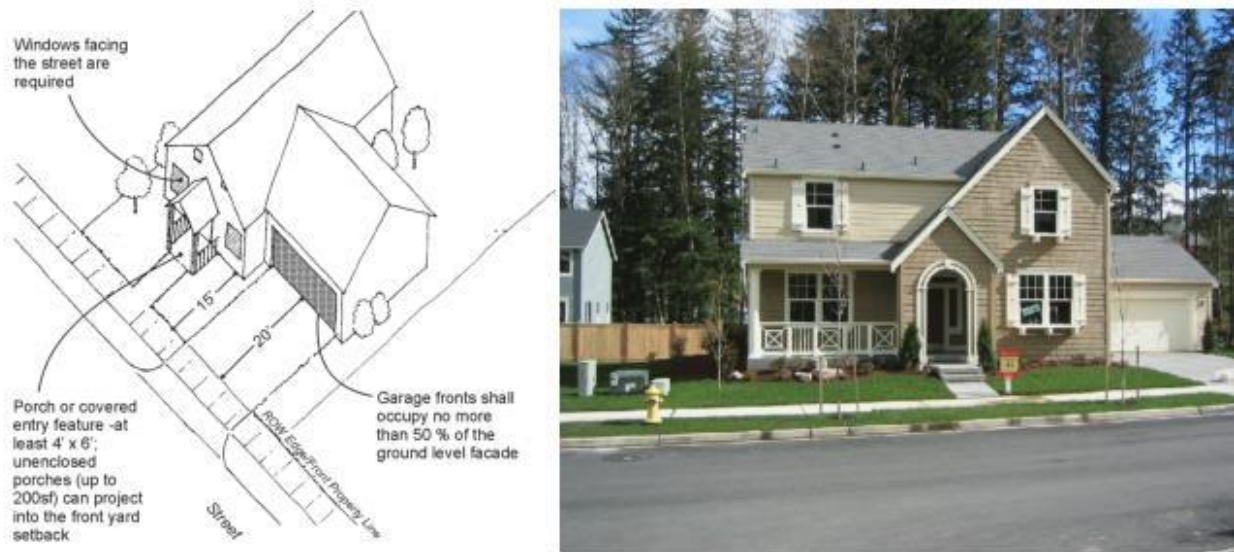 Windows facing
the street are
required
15'
20'
Porch or covered
entry feature -at
least 4' x 6';
unenclosed
porches (up to
200sf) can project
into the front yard
setback
Garage fronts shall
occupy no more
than 50 % of the
ground level facade
ROW Edge/Front Property Line
Street